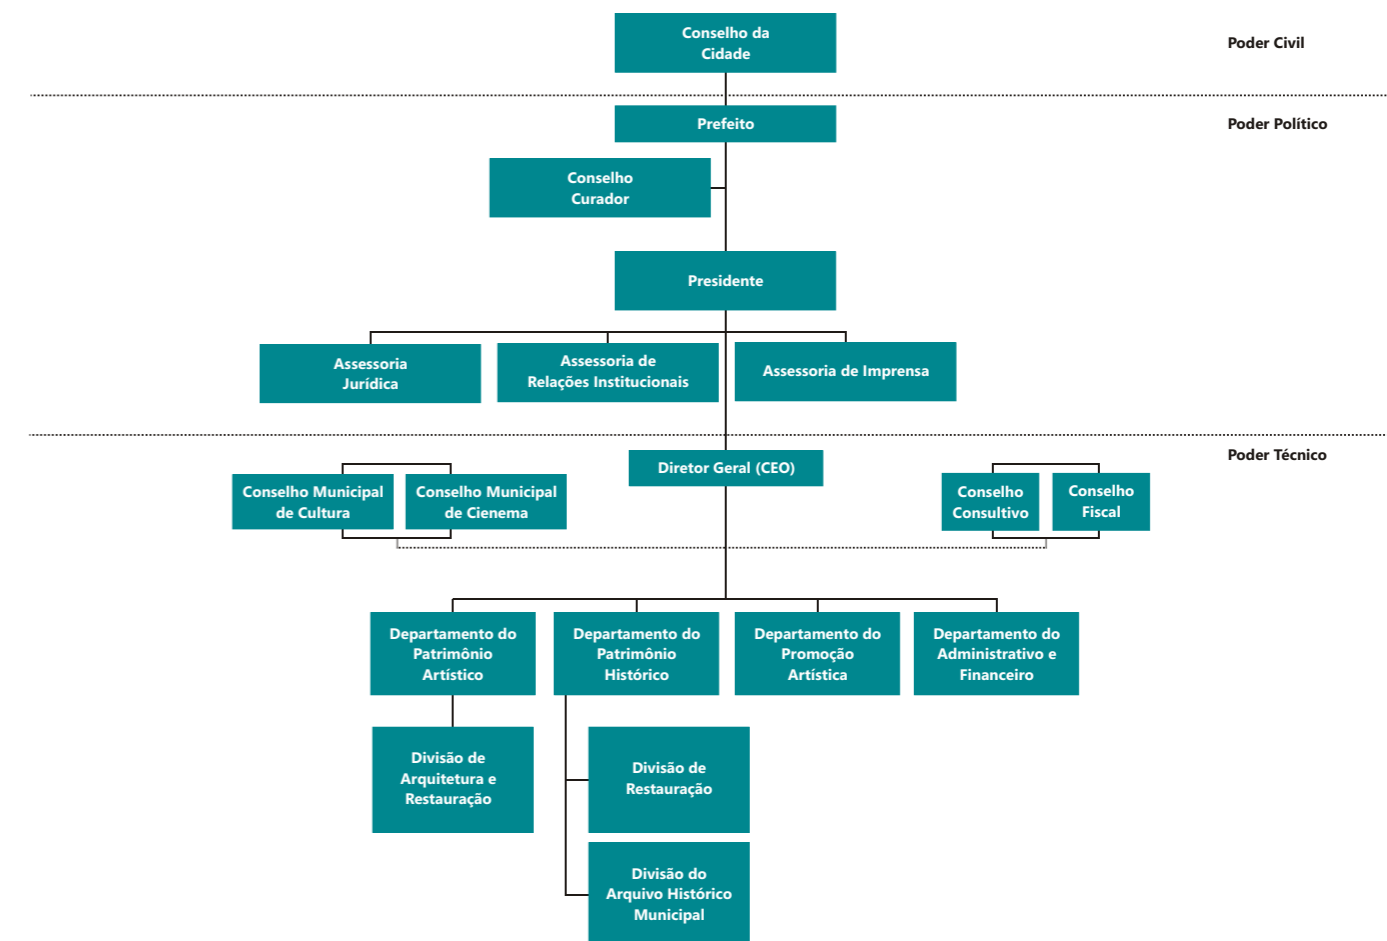 Conselho da
Cidade
Poder Civil
Prefeito
Poder Político
Conselho
Curador
Presidente
Assessoria
Jurídica
Assessoria de
Relações Institucionais
Assessoria de Imprensa
Poder Técnico
Diretor Geral (CEO)
Conselho Municipal
de Cultura
Conselho Municipal
de Cienema
Conselho
Consultivo
Conselho
Fiscal
Departamento do
Patrimônio
Artístico
Departamento do
Patrimônio
Histórico
Departamento do
Promoção
Artística
Departamento do
Administrativo e
Financeiro
Divisão de
Arquitetura e
Restauração
Divisão de
Restauração
Divisão do
Arquivo Histórico
Municipal